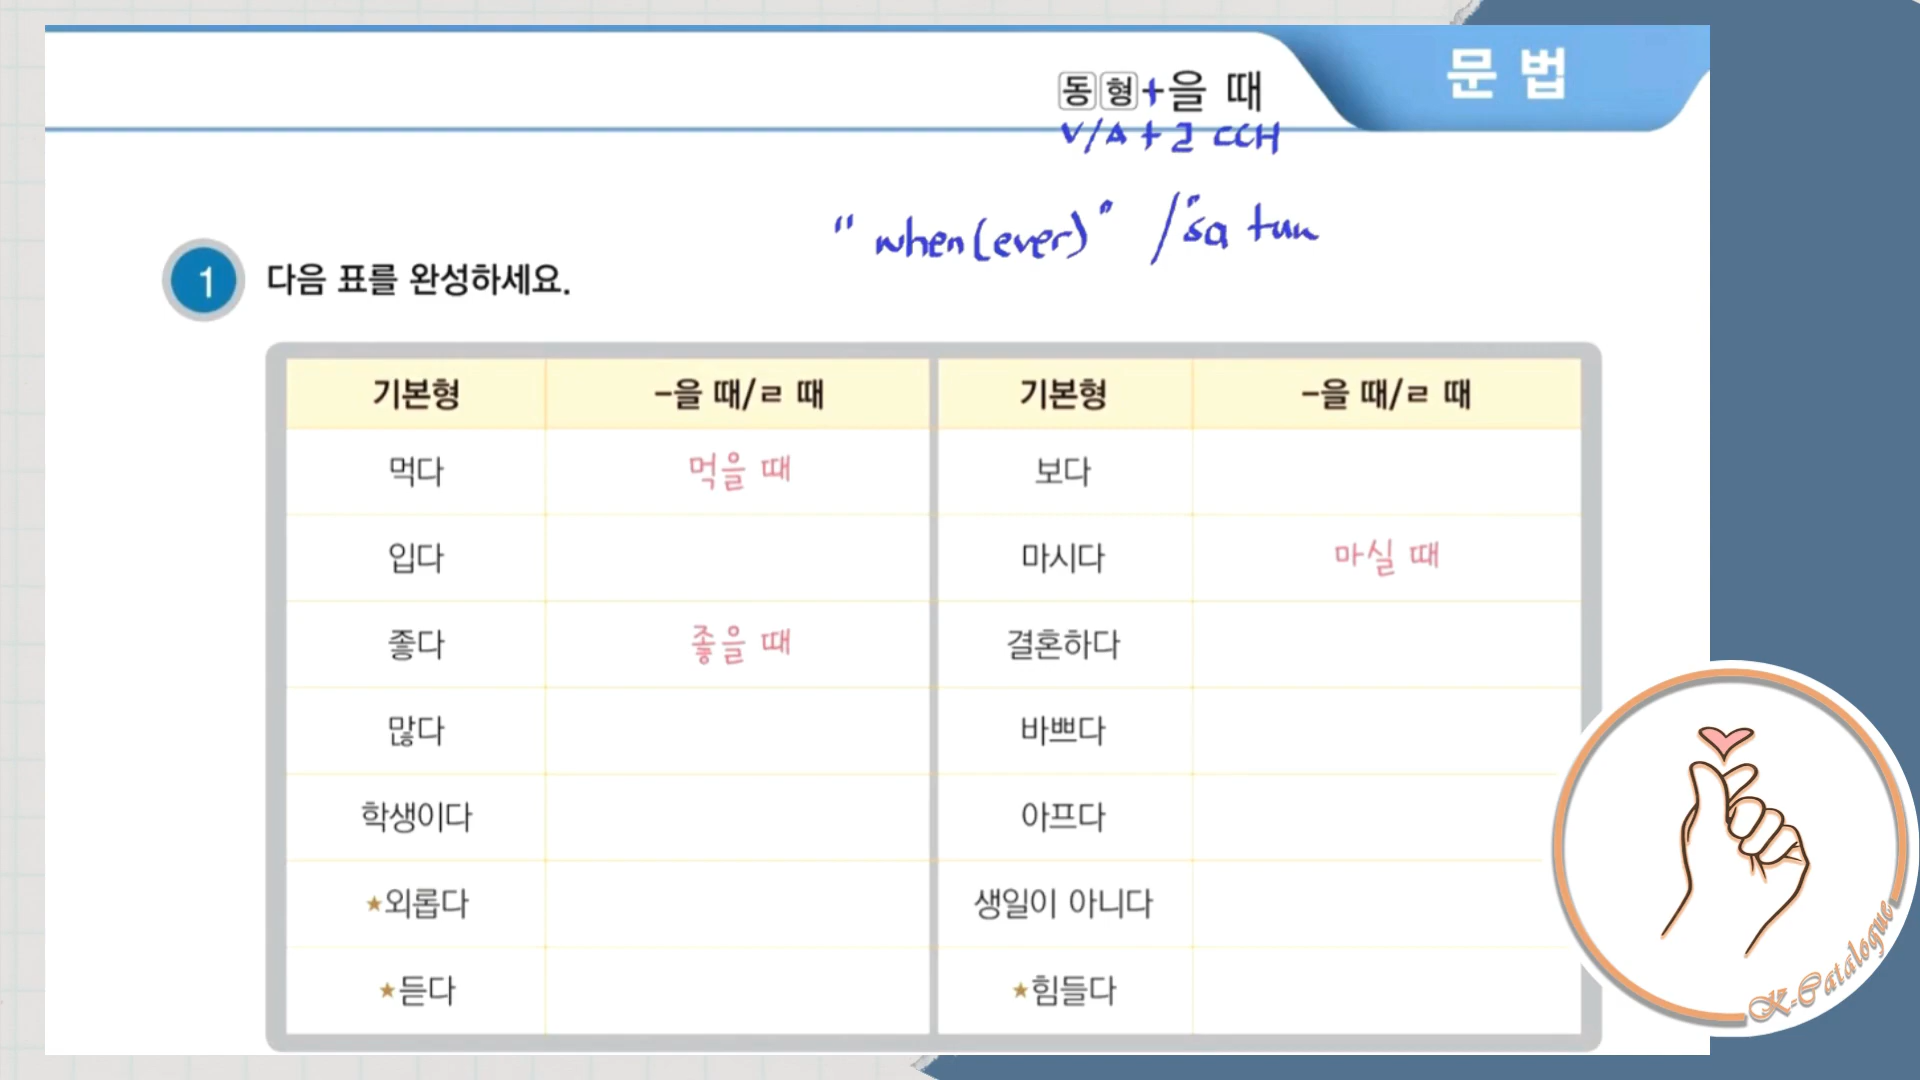 문 법
동 형+을 때
V/A + ㄹ 때
"when(ever)" / "sa tuw
1 다음 표를 완성하세요.
기본형 -을 때/ㄹ 때 기본형 -을 때/ㄹ 때
먹다 먹을 때 보다
입다 마시다 마실 때
좋다 좋을 때 결혼하다
많다 바쁘다
학생이다 아프다
★외롭다 생일이 아니다
★듣다 ★힘들다
K-Catalogue